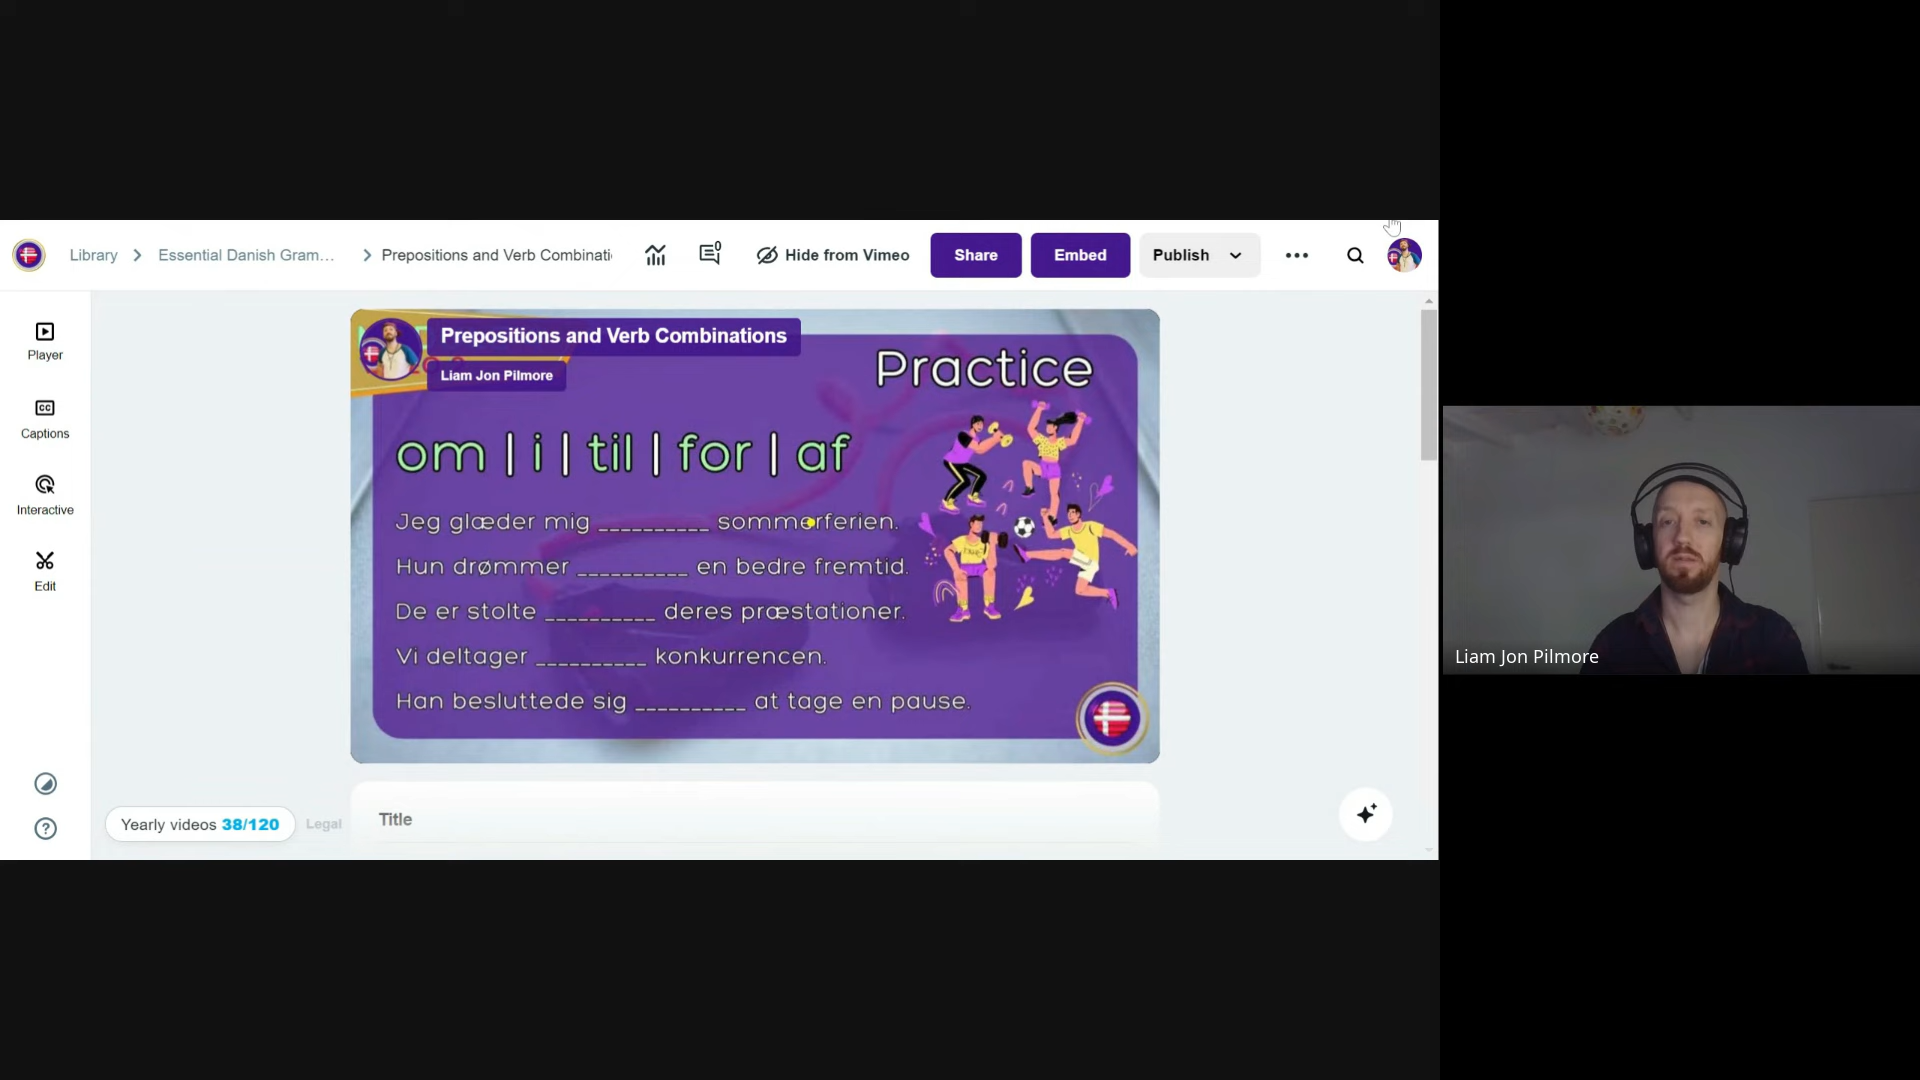 Library > Essential Danish Gram... > Prepositions and Verb Combinati
0
Hide from Vimeo
Share
Embed
Publish
Player
Captions
Interactive
Edit
Prepositions and Verb Combinations
Liam Jon Pilmore
Practice
om | i | til | for | af
Jeg glæder mig __________ sommerferien.
Hun drømmer __________ en bedre fremtid.
De er stolte __________ deres præstationer.
Vi deltager __________ konkurrencen.
Han besluttede sig __________ at tage en pause.
Title
Yearly videos 38/120
Legal
Liam Jon Pilmore